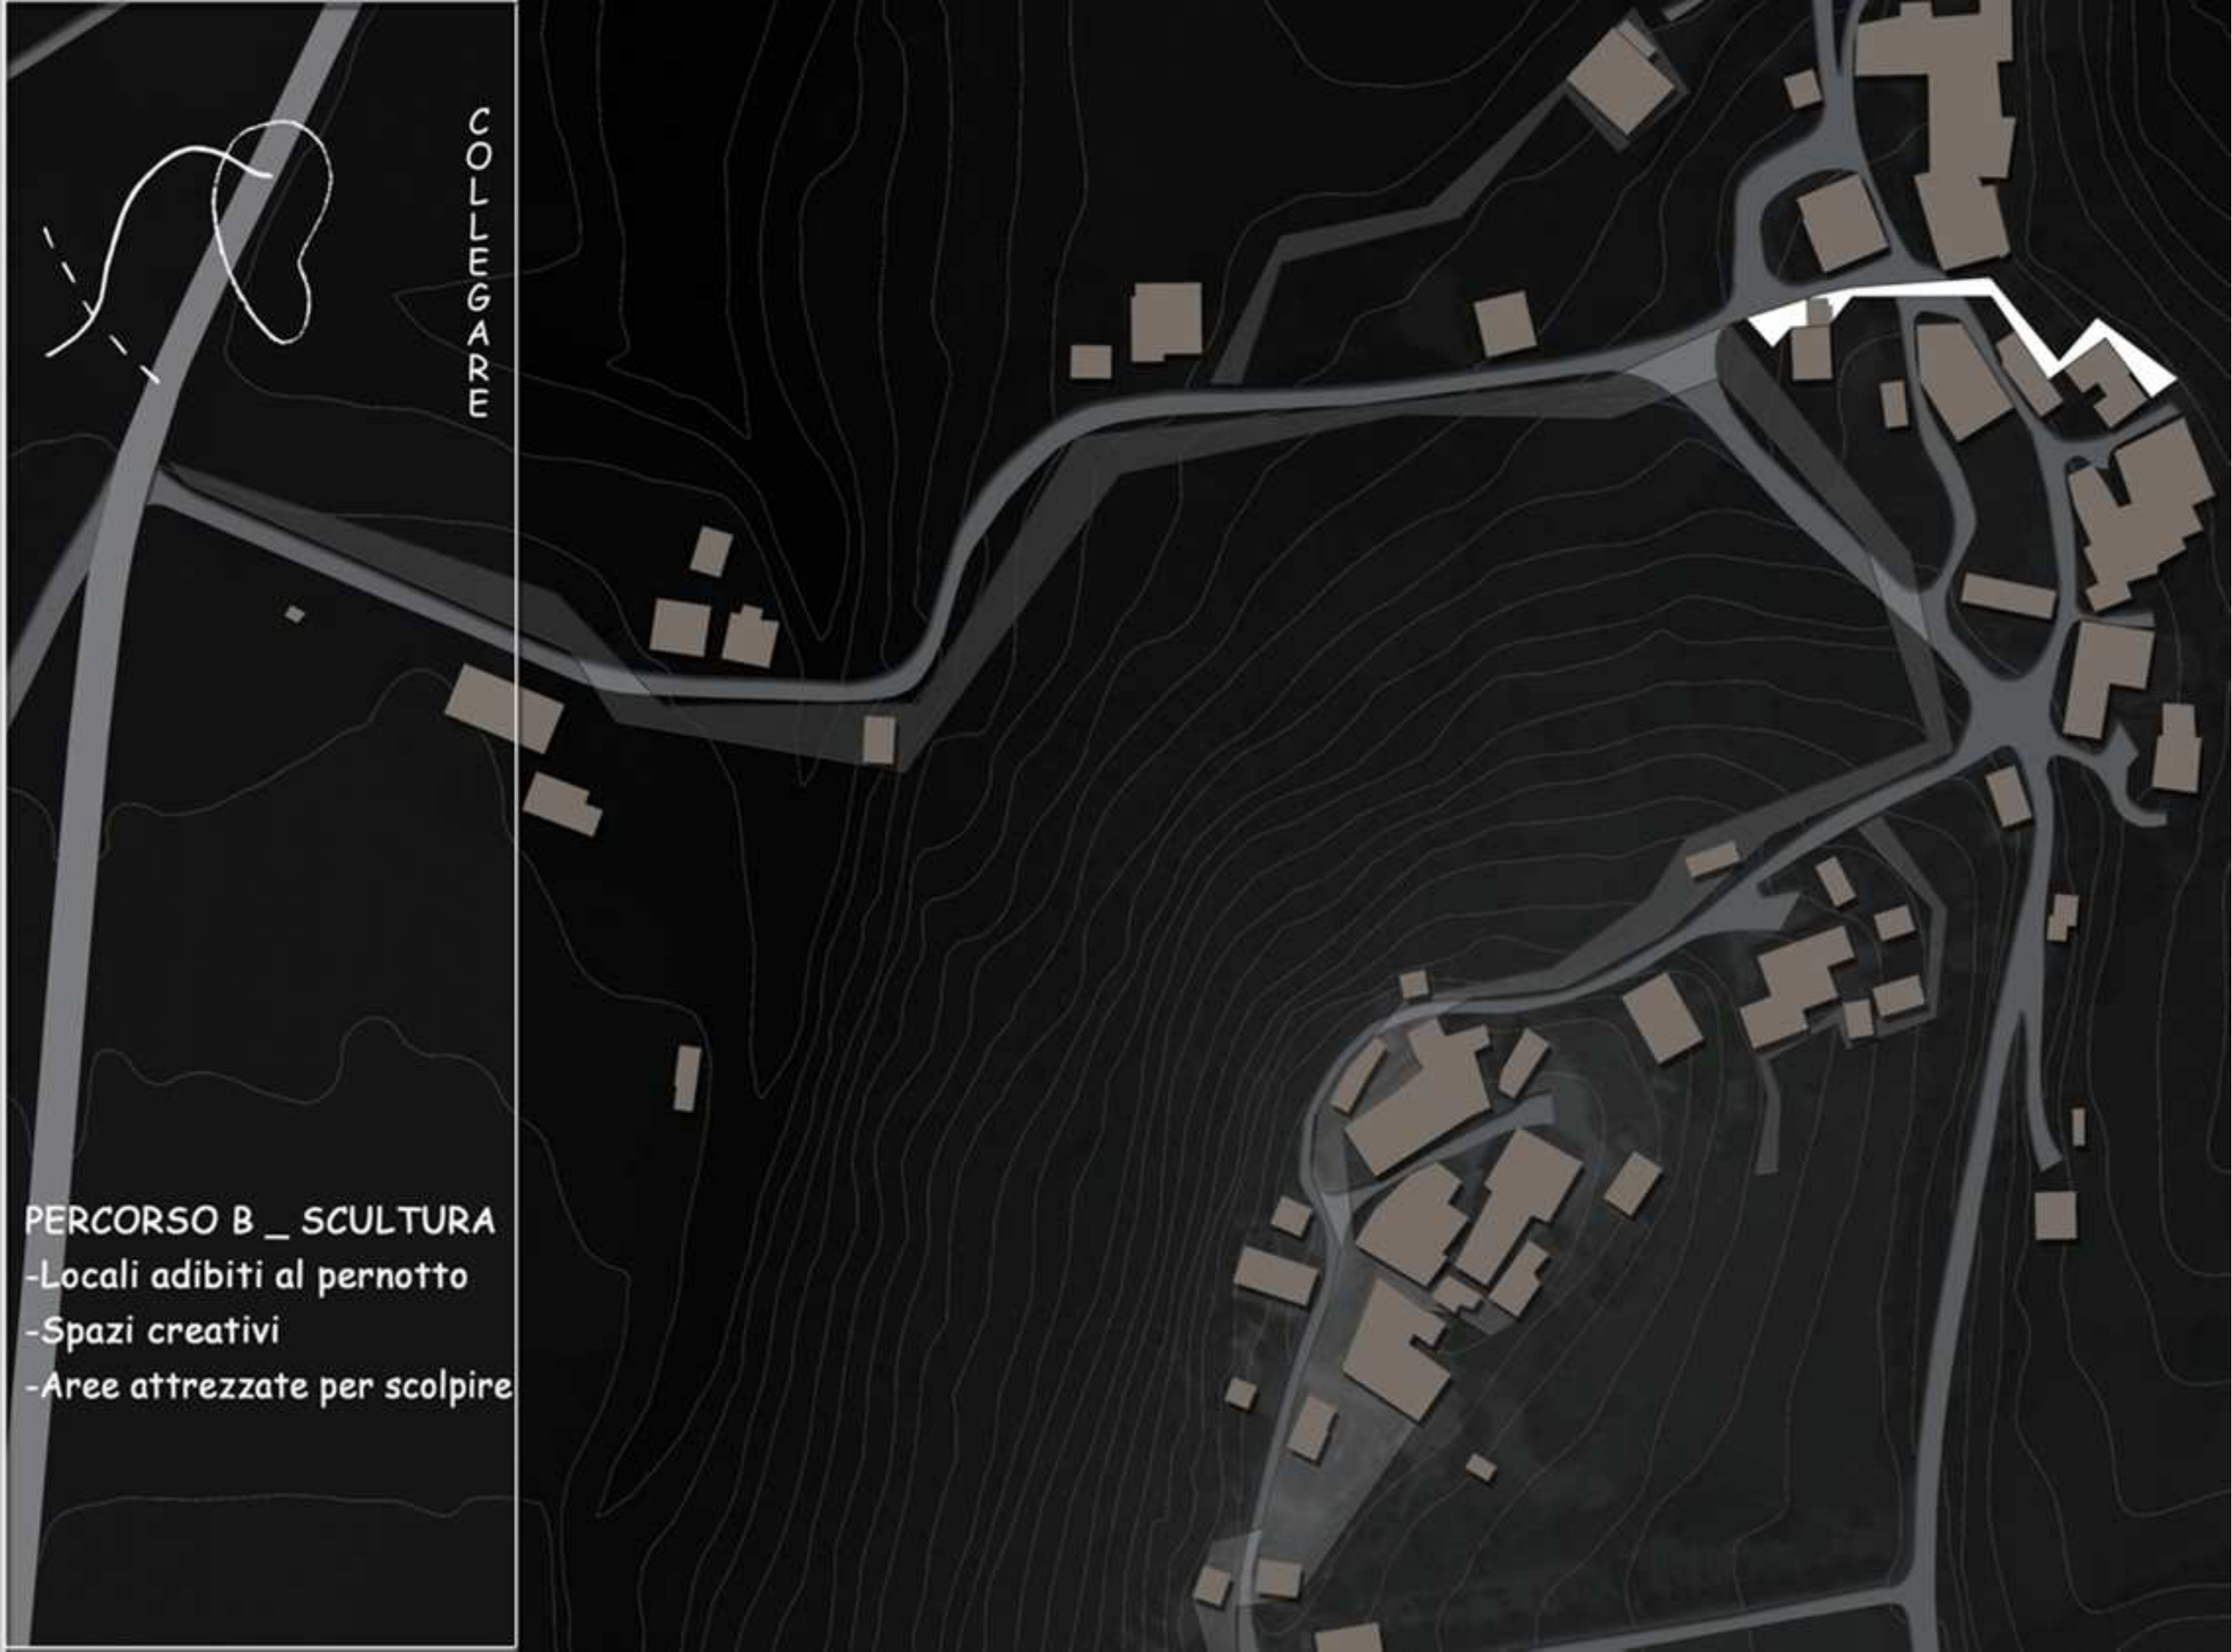 COLLEGARE
PERCORSO B _ SCULTURA
-Locali adibiti al pernotto
-Spazi creativi
-Aree attrezzate per scolpire